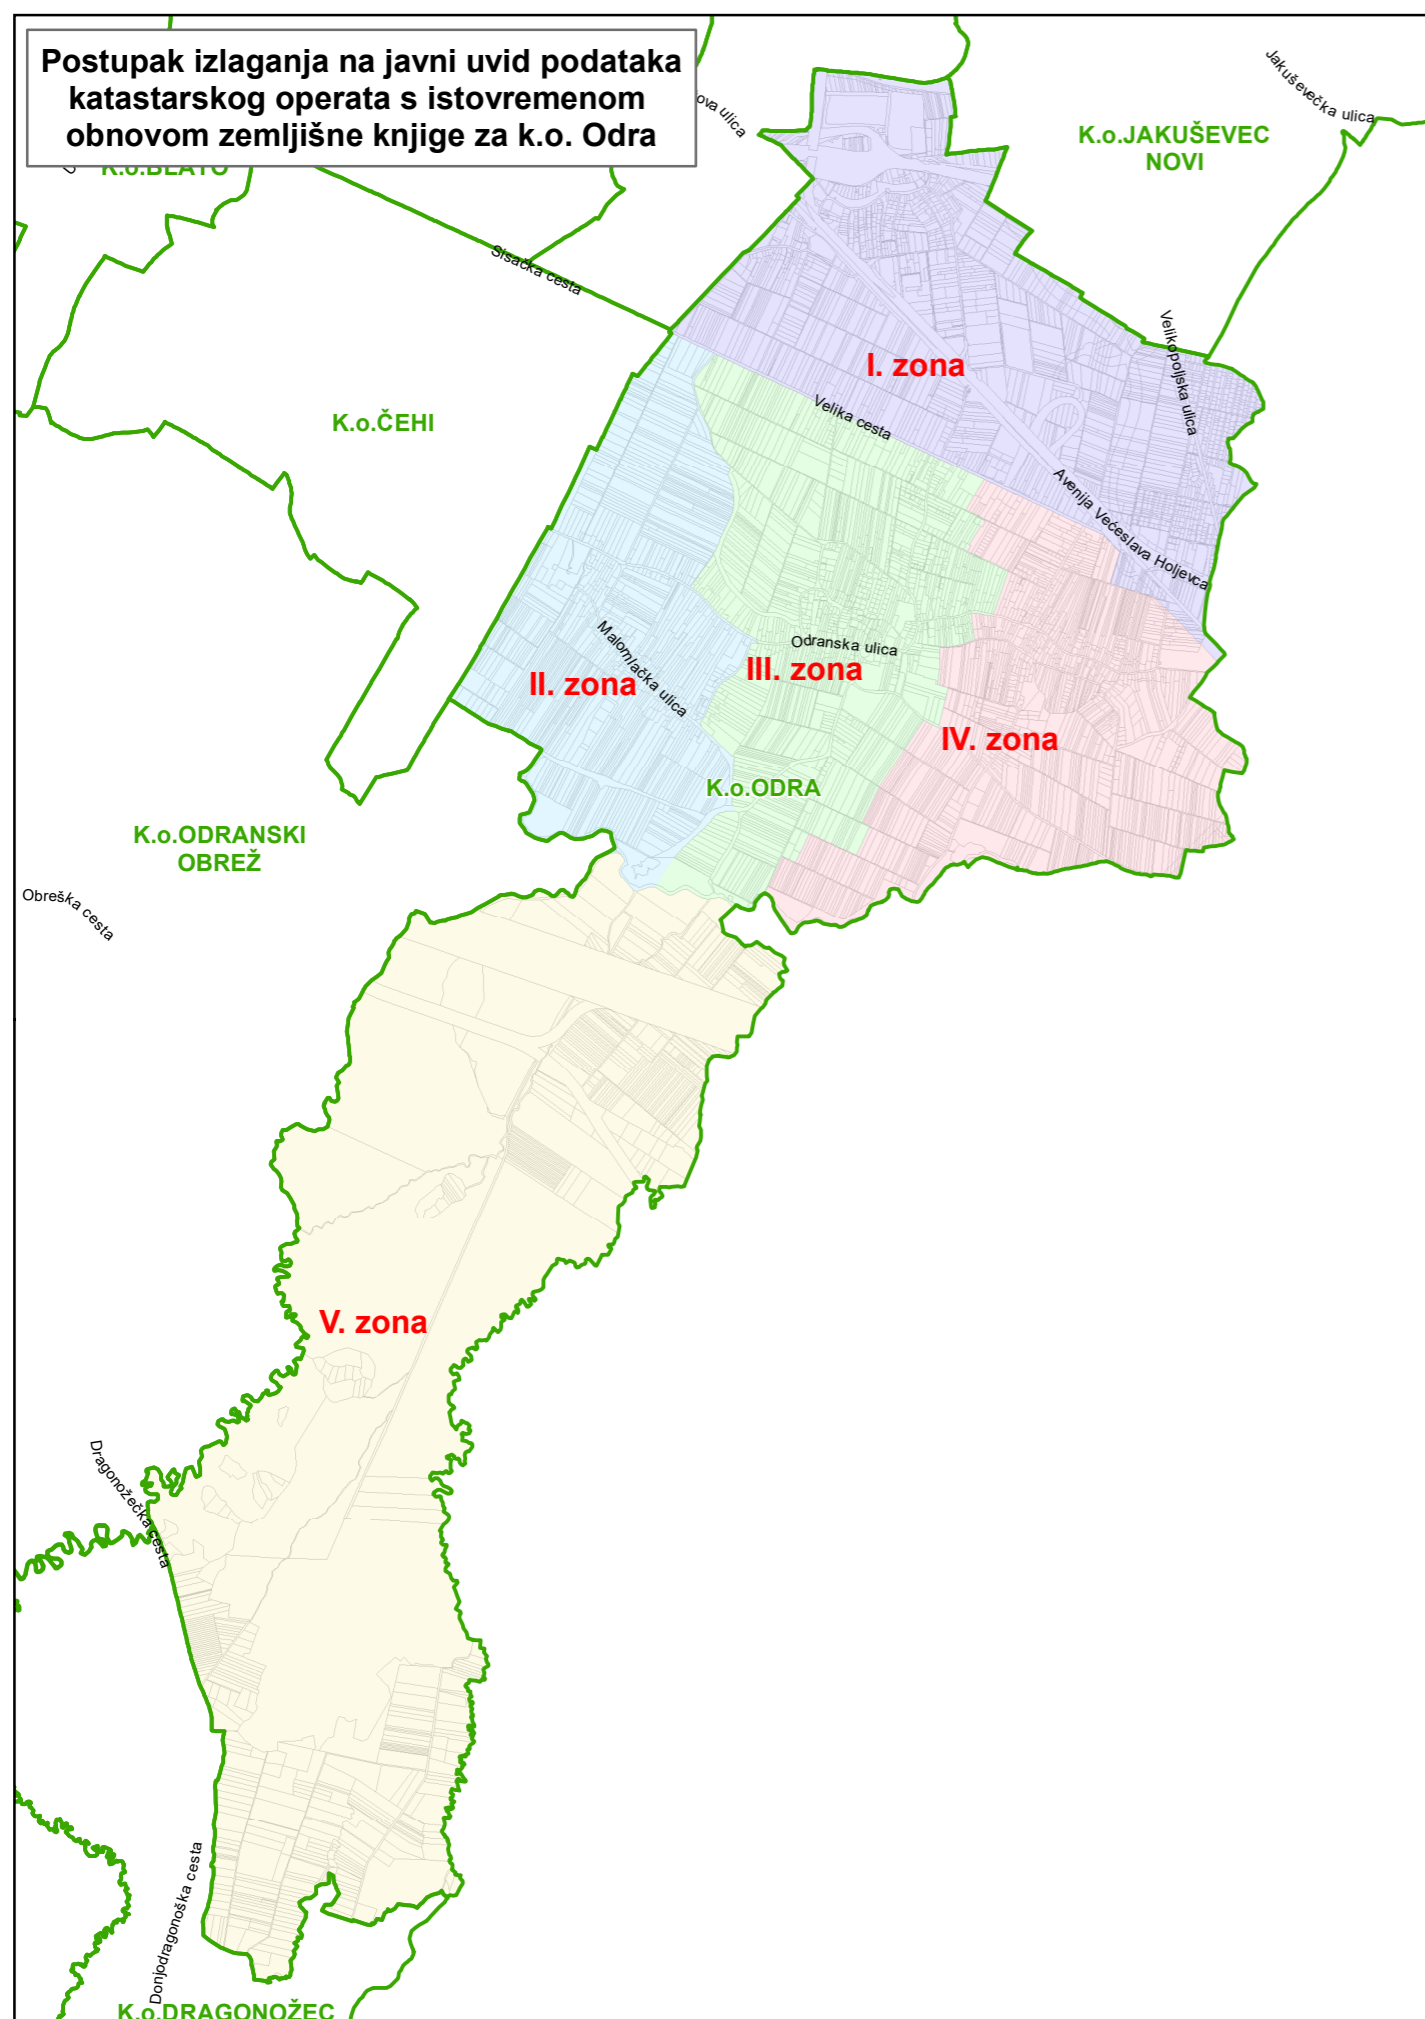 Postupak izlaganja na javni uvid podataka
katastarskog operata s istovremenom
obnovom zemljišne knjige za k.o. Odra
ova ulica
Jakuševečka ulica
K.o.JAKUŠEVEC
NOVI
K.o.BLATO
Sisačka cesta
Velikopoljska ulica
I. zona
Velika cesta
K.o.ČEHI
Avenija Većeslava Holjevca
Malomlačka ulica
Odranska ulica
II. zona
III. zona
IV. zona
K.o.ODRA
K.o.ODRANSKI
OBREŽ
Obreška cesta
V. zona
Dragonožečka cesta
Donjodragonoška cesta
K.o.DRAGONOŽEC